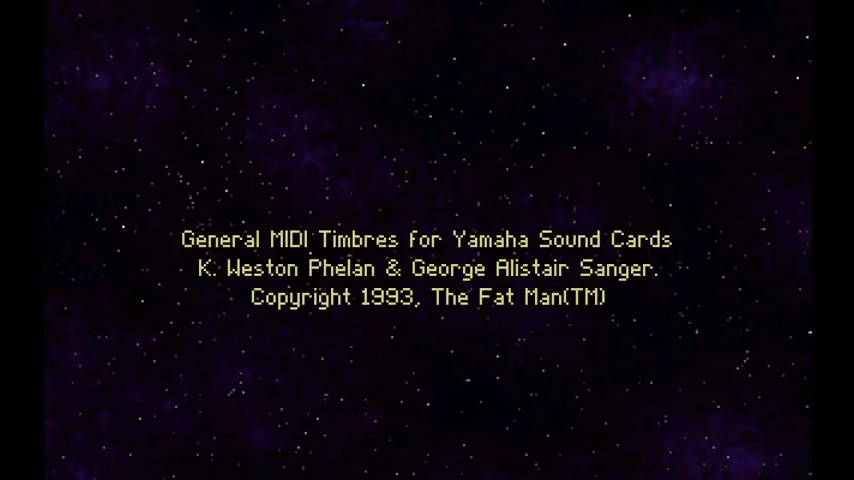 General MIDI Timbres for Yamaha Sound Cards
K. Weston Phelan & George Alistair Sanger.
Copyright 1993, The Fat Man(TM)